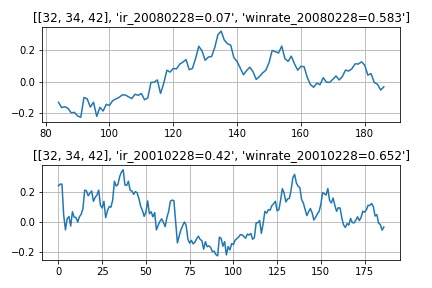 [[32, 34, 42], 'ir_20080228=0.07', 'winrate_20080228=0.583']
0.2
0.0
−0.2
80 100 120 140 160 180
[[32, 34, 42], 'ir_20010228=0.42', 'winrate_20010228=0.652']
0.2
0.0
−0.2
0 25 50 75 100 125 150 175